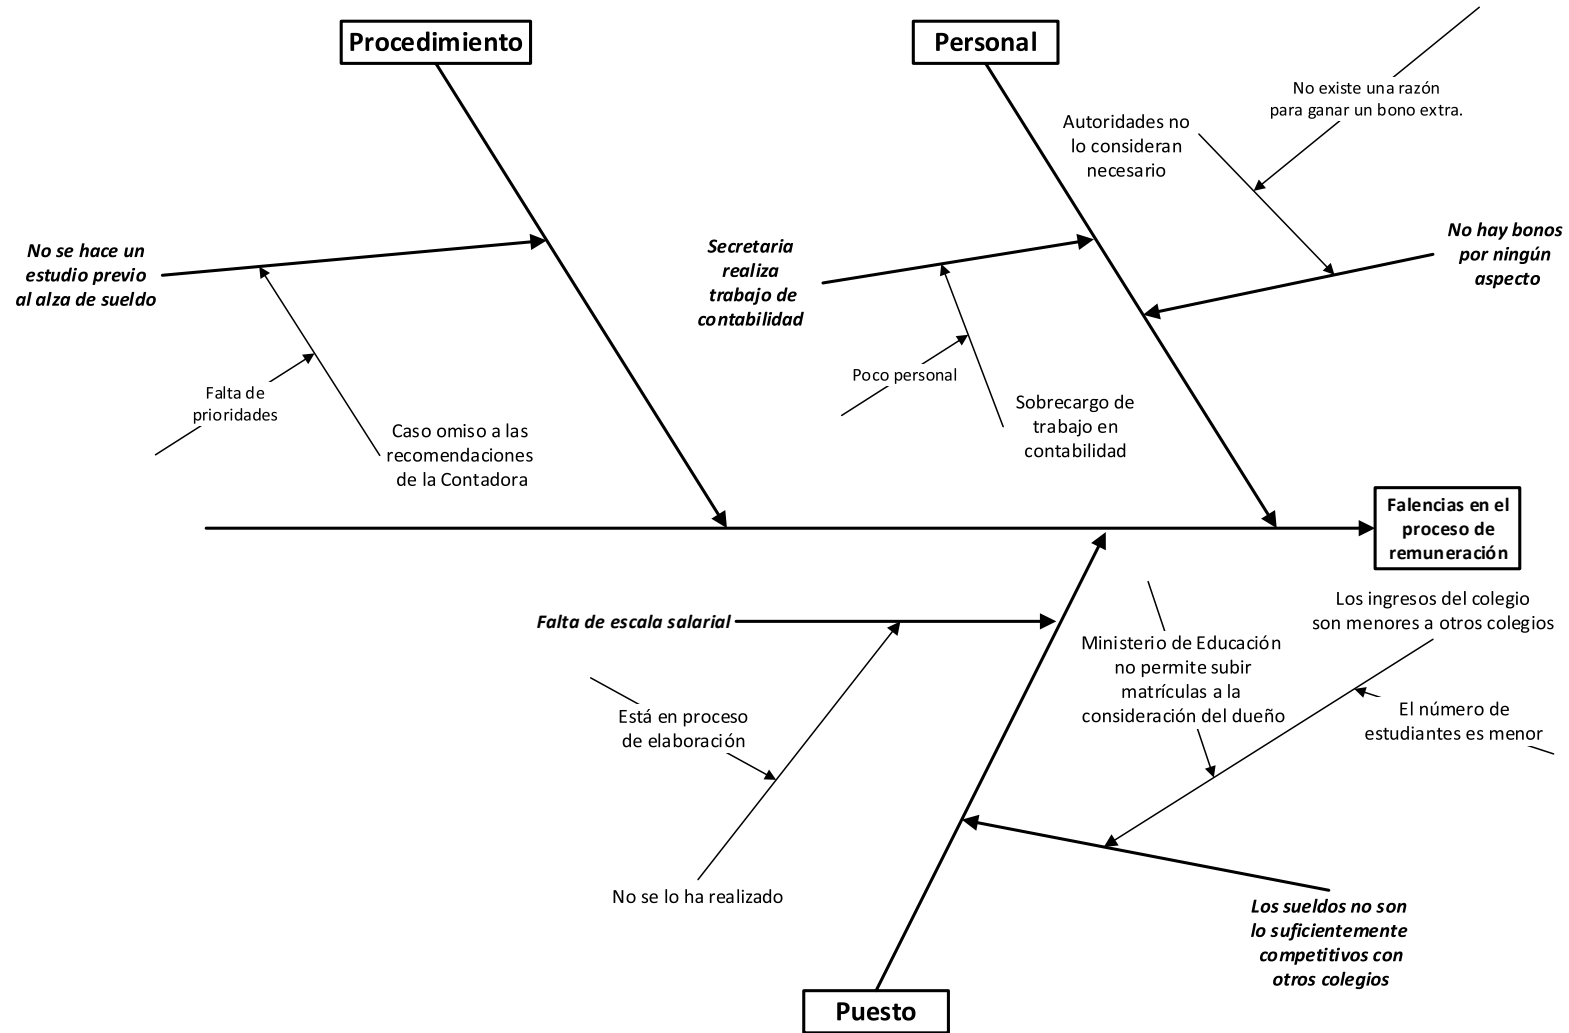 Procedimiento
Personal
No existe una razón
para ganar un bono extra.
Autoridades no
lo consideran
necesario
No se hace un
estudio previo
al alza de sueldo
Secretaria
realiza
trabajo de
contabilidad
No hay bonos
por ningún
aspecto
Falta de
prioridades
Caso omiso a las
recomendaciones
de la Contadora
Poco personal
Sobrecargo de
trabajo en
contabilidad
Falencias en el
proceso de
remuneración
Falta de escala salarial
Está en proceso
de elaboración
No se lo ha realizado
Ministerio de Educación
no permite subir
matrículas a la
consideración del dueño
Los ingresos del colegio
son menores a otros colegios
El número de
estudiantes es menor
Los sueldos no son
lo suficientemente
competitivos con
otros colegios
Puesto